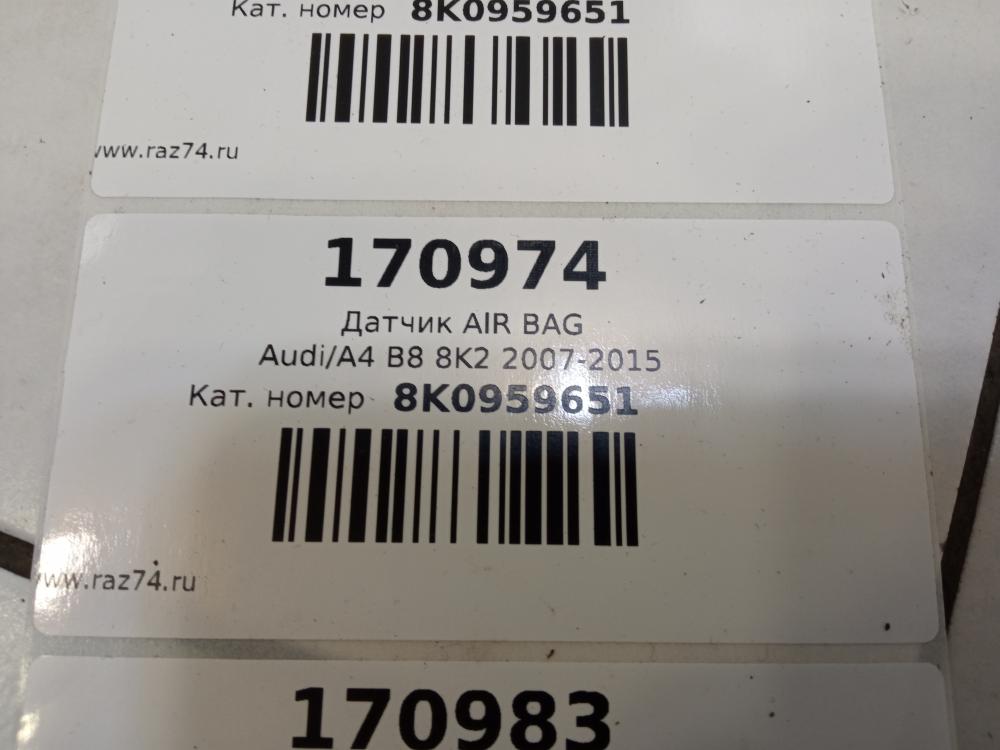 Кат. номер 8K0959651
www.raz74.ru
170974
Датчик AIR BAG
Audi/A4 B8 8K2 2007-2015
Кат. номер 8K0959651
www.raz74.ru
170983